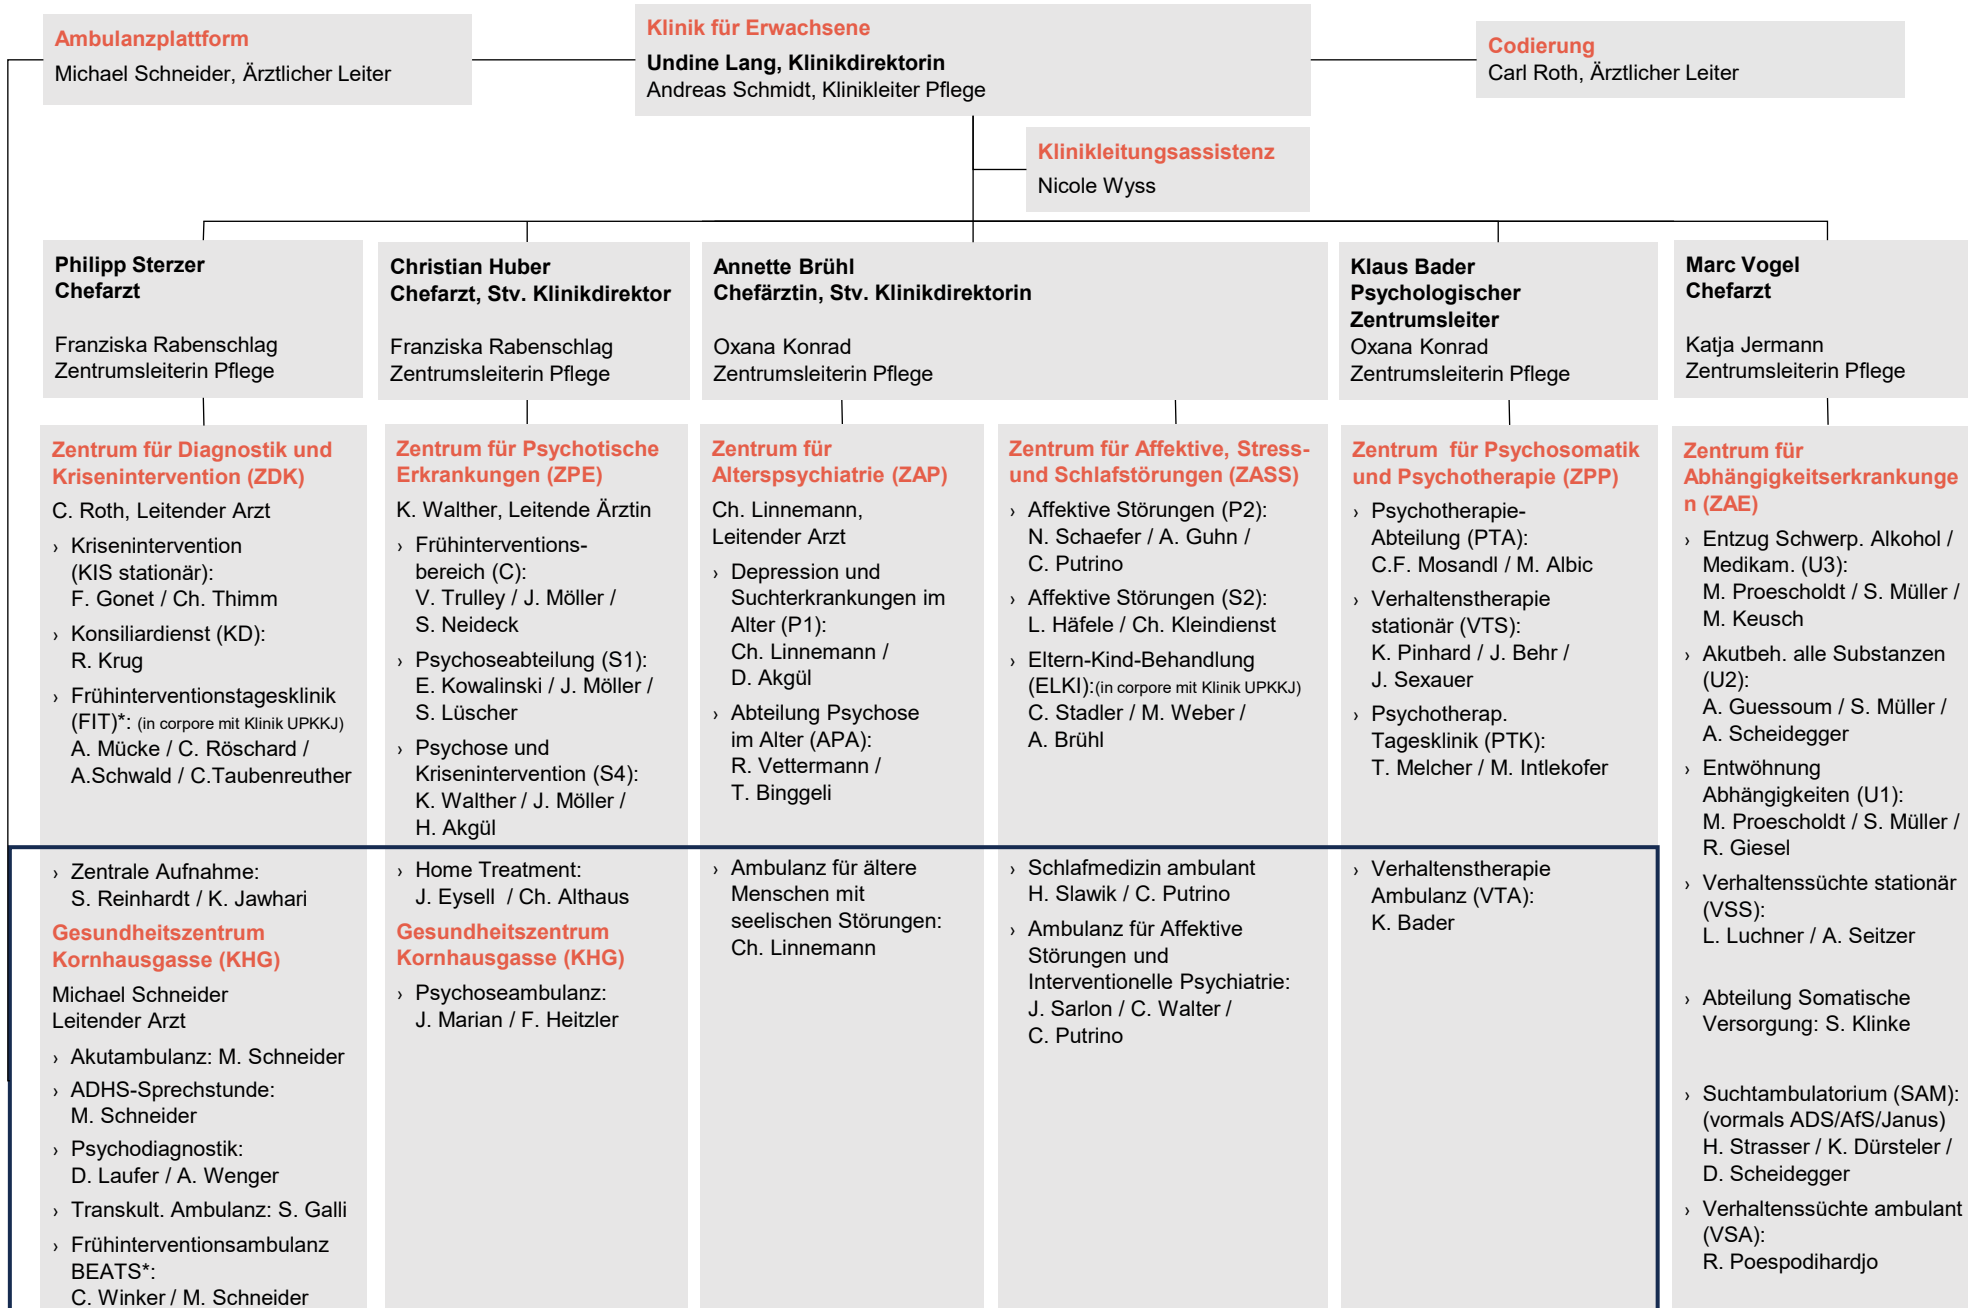 Ambulanzplattform
Michael Schneider, Ärztlicher Leiter
Klinik für Erwachsene
Undine Lang, Klinikdirektorin
Andreas Schmidt, Klinikleiter Pflege
Codierung
Carl Roth, Ärztlicher Leiter
Klinikleitungsassistenz
Nicole Wyss
Philipp Sterzer
Chefarzt
Franziska Rabenschlag
Zentrumsleiterin Pflege
Christian Huber
Chefarzt, Stv. Klinikdirektor
Franziska Rabenschlag
Zentrumsleiterin Pflege
Annette Brühl
Chefärztin, Stv. Klinikdirektorin
Oxana Konrad
Zentrumsleiterin Pflege
Klaus Bader
Psychologischer
Zentrumsleiter
Oxana Konrad
Zentrumsleiterin Pflege
Marc Vogel
Chefarzt
Katja Jermann
Zentrumsleiterin Pflege
Zentrum für Diagnostik und
Krisenintervention (ZDK)
C. Roth, Leitender Arzt
› Krisenintervention
(KIS stationär):
F. Gonet / Ch. Thimm
› Konsiliardienst (KD):
R. Krug
› Frühinterventionstagesklinik
(FIT)*: (in corpore mit Klinik UPKKJ)
A. Mücke / C. Röschard /
A.Schwald / C.Taubenreuther
› Zentrale Aufnahme:
S. Reinhardt / K. Jawhari
Gesundheitszentrum
Kornhausgasse (KHG)
Michael Schneider
Leitender Arzt
› Akutambulanz: M. Schneider
› ADHS-Sprechstunde:
M. Schneider
› Psychodiagnostik:
D. Laufer / A. Wenger
› Transkult. Ambulanz: S. Galli
› Frühinterventionsambulanz
BEATS*:
C. Winker / M. Schneider
Zentrum für Psychotische
Erkrankungen (ZPE)
K. Walther, Leitende Ärztin
› Frühinterventions-
bereich (C):
V. Trulley / J. Möller /
S. Neideck
› Psychoseabteilung (S1):
E. Kowalinski / J. Möller /
S. Lüscher
› Psychose und
Krisenintervention (S4):
K. Walther / J. Möller /
H. Akgül
› Home Treatment:
J. Eysell / Ch. Althaus
Gesundheitszentrum
Kornhausgasse (KHG)
› Psychoseambulanz:
J. Marian / F. Heitzler
Zentrum für
Alterspsychiatrie (ZAP)
Ch. Linnemann,
Leitender Arzt
› Depression und
Suchterkrankungen im
Alter (P1):
Ch. Linnemann /
D. Akgül
› Abteilung Psychose
im Alter (APA):
R. Vettermann /
T. Binggeli
› Ambulanz für ältere
Menschen mit
seelischen Störungen:
Ch. Linnemann
Zentrum für Affektive, Stress-
und Schlafstörungen (ZASS)
› Affektive Störungen (P2):
N. Schaefer / A. Guhn /
C. Putrino
› Affektive Störungen (S2):
L. Häfele / Ch. Kleindienst
› Eltern-Kind-Behandlung
(ELKI):(in corpore mit Klinik UPKKJ)
C. Stadler / M. Weber /
A. Brühl
› Schlafmedizin ambulant
H. Slawik / C. Putrino
› Ambulanz für Affektive
Störungen und
Interventionelle Psychiatrie:
J. Sarlon / C. Walter /
C. Putrino
Zentrum für Psychosomatik
und Psychotherapie (ZPP)
› Psychotherapie-
Abteilung (PTA):
C.F. Mosandl / M. Albic
› Verhaltenstherapie
stationär (VTS):
K. Pinhard / J. Behr /
J. Sexauer
› Psychotherap.
Tagesklinik (PTK):
T. Melcher / M. Intlekofer
› Verhaltenstherapie
Ambulanz (VTA):
K. Bader
Zentrum für
Abhängigkeitserkrankunge
n (ZAE)
› Entzug Schwerp. Alkohol /
Medikam. (U3):
M. Proescholdt / S. Müller /
M. Keusch
› Akutbeh. alle Substanzen
(U2):
A. Guessoum / S. Müller /
A. Scheidegger
› Entwöhnung
Abhängigkeiten (U1):
M. Proescholdt / S. Müller /
R. Giesel
› Verhaltenssüchte stationär
(VSS):
L. Luchner / A. Seitzer
› Abteilung Somatische
Versorgung: S. Klinke
› Suchtambulatorium (SAM):
(vormals ADS/AfS/Janus)
H. Strasser / K. Dürsteler /
D. Scheidegger
› Verhaltenssüchte ambulant
(VSA):
R. Poespodihardjo